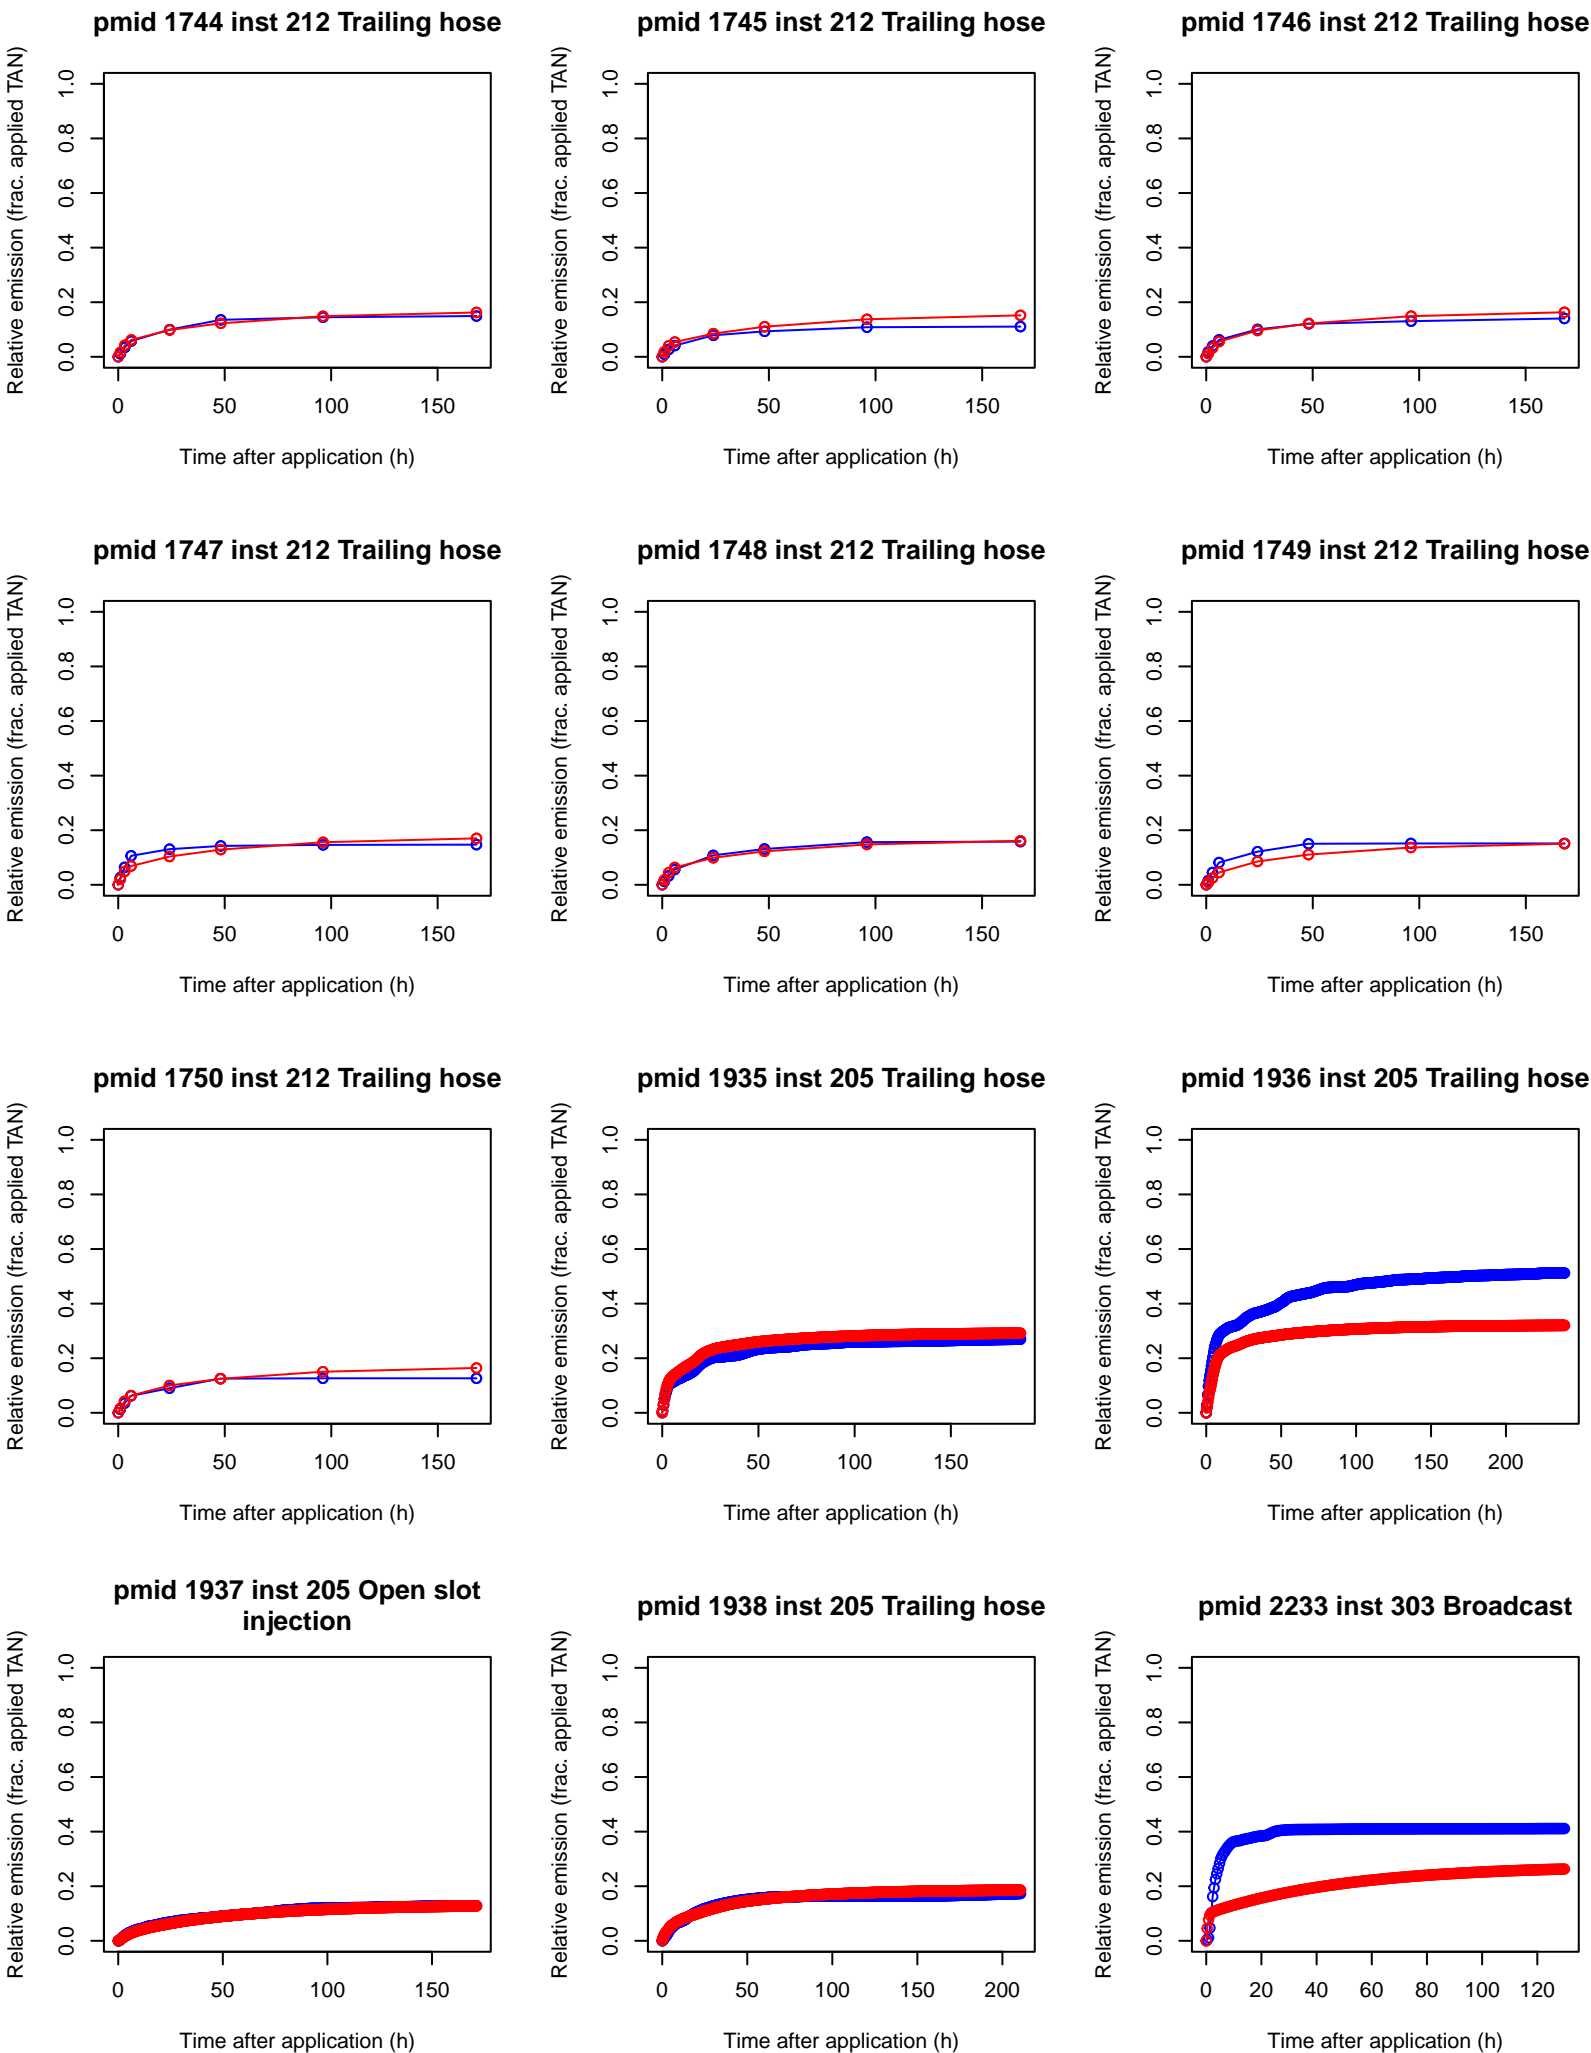 pmid 1744 inst 212 Trailing hose
Relative emission (frac. applied TAN)
1.0
0.8
0.6
0.4
0.2
0.0
0 50 100 150
Time after application (h)
pmid 1745 inst 212 Trailing hose
Relative emission (frac. applied TAN)
1.0
0.8
0.6
0.4
0.2
0.0
0 50 100 150
Time after application (h)
pmid 1746 inst 212 Trailing hose
Relative emission (frac. applied TAN)
1.0
0.8
0.6
0.4
0.2
0.0
0 50 100 150
Time after application (h)
pmid 1747 inst 212 Trailing hose
Relative emission (frac. applied TAN)
1.0
0.8
0.6
0.4
0.2
0.0
0 50 100 150
Time after application (h)
pmid 1748 inst 212 Trailing hose
Relative emission (frac. applied TAN)
1.0
0.8
0.6
0.4
0.2
0.0
0 50 100 150
Time after application (h)
pmid 1749 inst 212 Trailing hose
Relative emission (frac. applied TAN)
1.0
0.8
0.6
0.4
0.2
0.0
0 50 100 150
Time after application (h)
pmid 1750 inst 212 Trailing hose
Relative emission (frac. applied TAN)
1.0
0.8
0.6
0.4
0.2
0.0
0 50 100 150
Time after application (h)
pmid 1935 inst 205 Trailing hose
Relative emission (frac. applied TAN)
1.0
0.8
0.6
0.4
0.2
0.0
0 50 100 150
Time after application (h)
pmid 1936 inst 205 Trailing hose
Relative emission (frac. applied TAN)
1.0
0.8
0.6
0.4
0.2
0.0
0 50 100 150 200
Time after application (h)
pmid 1937 inst 205 Open slot
injection
Relative emission (frac. applied TAN)
1.0
0.8
0.6
0.4
0.2
0.0
0 50 100 150
Time after application (h)
pmid 1938 inst 205 Trailing hose
Relative emission (frac. applied TAN)
1.0
0.8
0.6
0.4
0.2
0.0
0 50 100 150 200
Time after application (h)
pmid 2233 inst 303 Broadcast
Relative emission (frac. applied TAN)
1.0
0.8
0.6
0.4
0.2
0.0
0 20 40 60 80 100 120
Time after application (h)